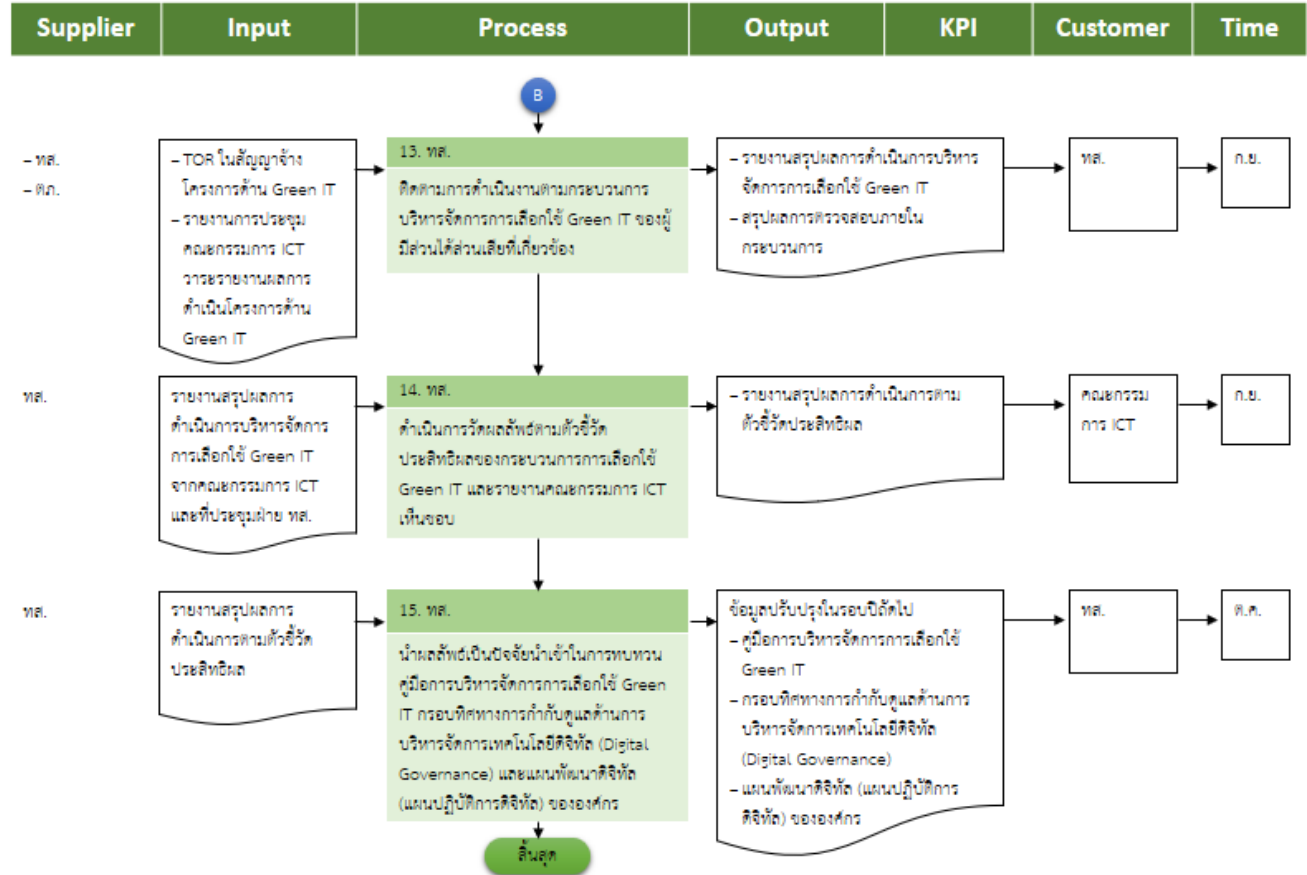 Supplier
Input
Process
Output
KPI
Customer
Time
B
– ทส.
– ตภ.
– TOR ในสัญญาจ้าง
โครงการด้าน Green IT
– รายงานการประชุม
คณะกรรมการ ICT
วาระรายงานผลการ
ดำเนินโครงการด้าน
Green IT
13. ทส.
ติดตามการดำเนินงานตามกระบวนการ
บริหารจัดการการเลือกใช้ Green IT ของผู้
มีส่วนได้ส่วนเสียที่เกี่ยวข้อง
– รายงานสรุปผลการดำเนินการบริหาร
จัดการการเลือกใช้ Green IT
– สรุปผลการตรวจสอบภายใน
กระบวนการ
ทส.
ก.ย.
ทส.
รายงานสรุปผลการ
ดำเนินการบริหารจัดการ
การเลือกใช้ Green IT
จากคณะกรรมการ ICT
และที่ประชุมฝ่าย ทส.
14. ทส.
ดำเนินการวัดผลลัพธ์ตามตัวชี้วัด
ประสิทธิผลของกระบวนการการเลือกใช้
Green IT และรายงานคณะกรรมการ ICT
เห็นชอบ
– รายงานสรุปผลการดำเนินการตาม
ตัวชี้วัดประสิทธิผล
คณะกรรม
การ ICT
ก.ย.
ทส.
รายงานสรุปผลการ
ดำเนินการตามตัวชี้วัด
ประสิทธิผล
15. ทส.
นำผลลัพธ์เป็นปัจจัยนำเข้าในการทบทวน
คู่มือการบริหารจัดการการเลือกใช้ Green
IT กรอบทิศทางการกำกับดูแลด้านการ
บริหารจัดการเทคโนโลยีดิจิทัล (Digital
Governance) และแผนพัฒนาดิจิทัล
(แผนปฏิบัติการดิจิทัล) ขององค์กร
ข้อมูลปรับปรุงในรอบปีถัดไป
– คู่มือการบริหารจัดการการเลือกใช้
Green IT
– กรอบทิศทางการกำกับดูแลด้านการ
บริหารจัดการเทคโนโลยีดิจิทัล
(Digital Governance)
– แผนพัฒนาดิจิทัล (แผนปฏิบัติการ
ดิจิทัล) ขององค์กร
ทส.
ต.ค.
สิ้นสุด